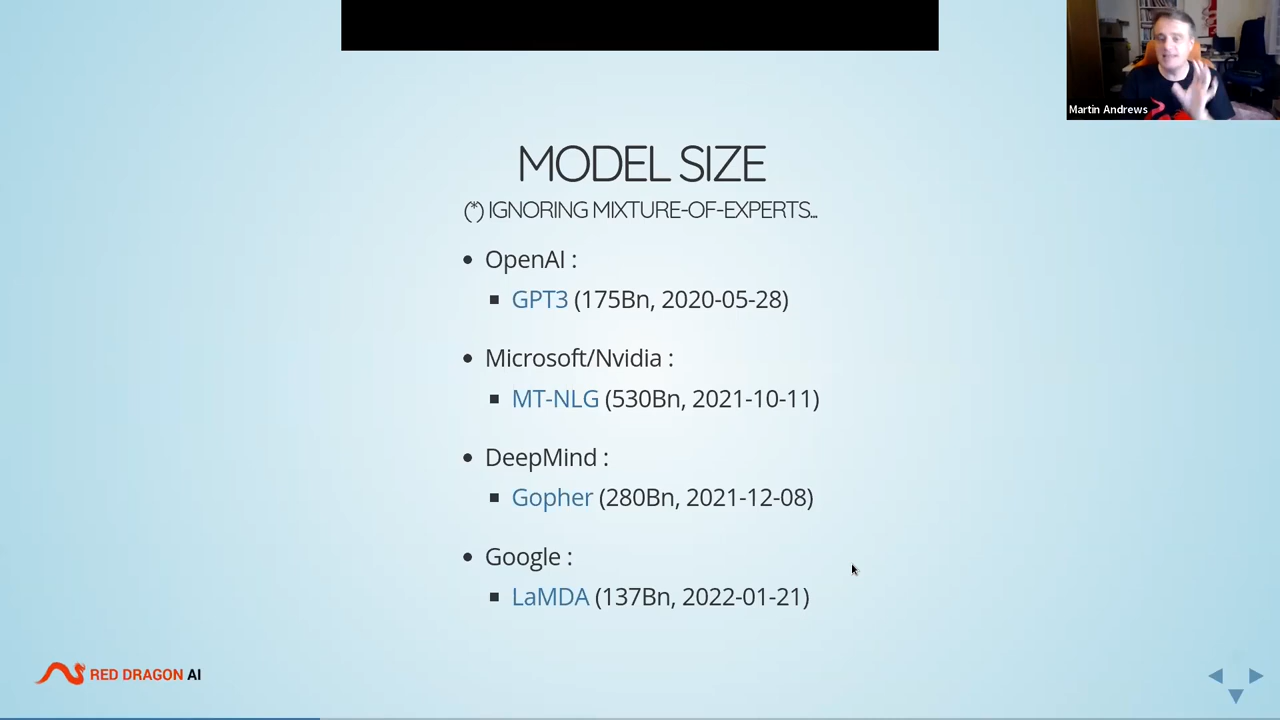 Martin Andrews
MODEL SIZE
(*) IGNORING MIXTURE-OF-EXPERTS...
OpenAI :
GPT3 (175Bn, 2020-05-28)
Microsoft/Nvidia :
MT-NLG (530Bn, 2021-10-11)
DeepMind :
Gopher (280Bn, 2021-12-08)
Google :
LaMDA (137Bn, 2022-01-21)
RED DRAGON AI